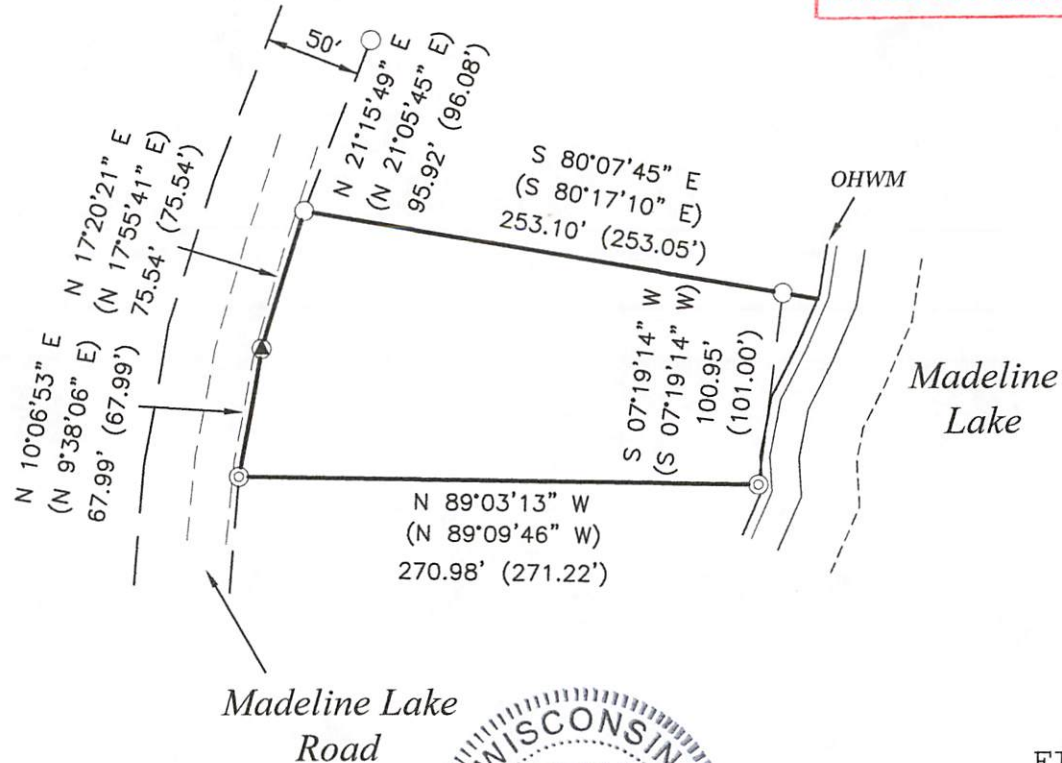 50'
N 21°15'49" E
(N 21°05'45" E)
95.92' (96.08')
N 17°20'21" E
(N 17°55'41" E)
75.54' (75.54')
S 80°07'45" E
(S 80°17'10" E)
253.10' (253.05')
OHWM
N 10°06'53" E
(N 9°38'06" E)
67.99' (67.99')
S 07°19'14" W
(S 07°19'14" W)
100.95'
(101.00')
Madeline
Lake
N 89°03'13" W
(N 89°09'46" W)
270.98' (271.22')
Madeline Lake
Road
WISCONSIN